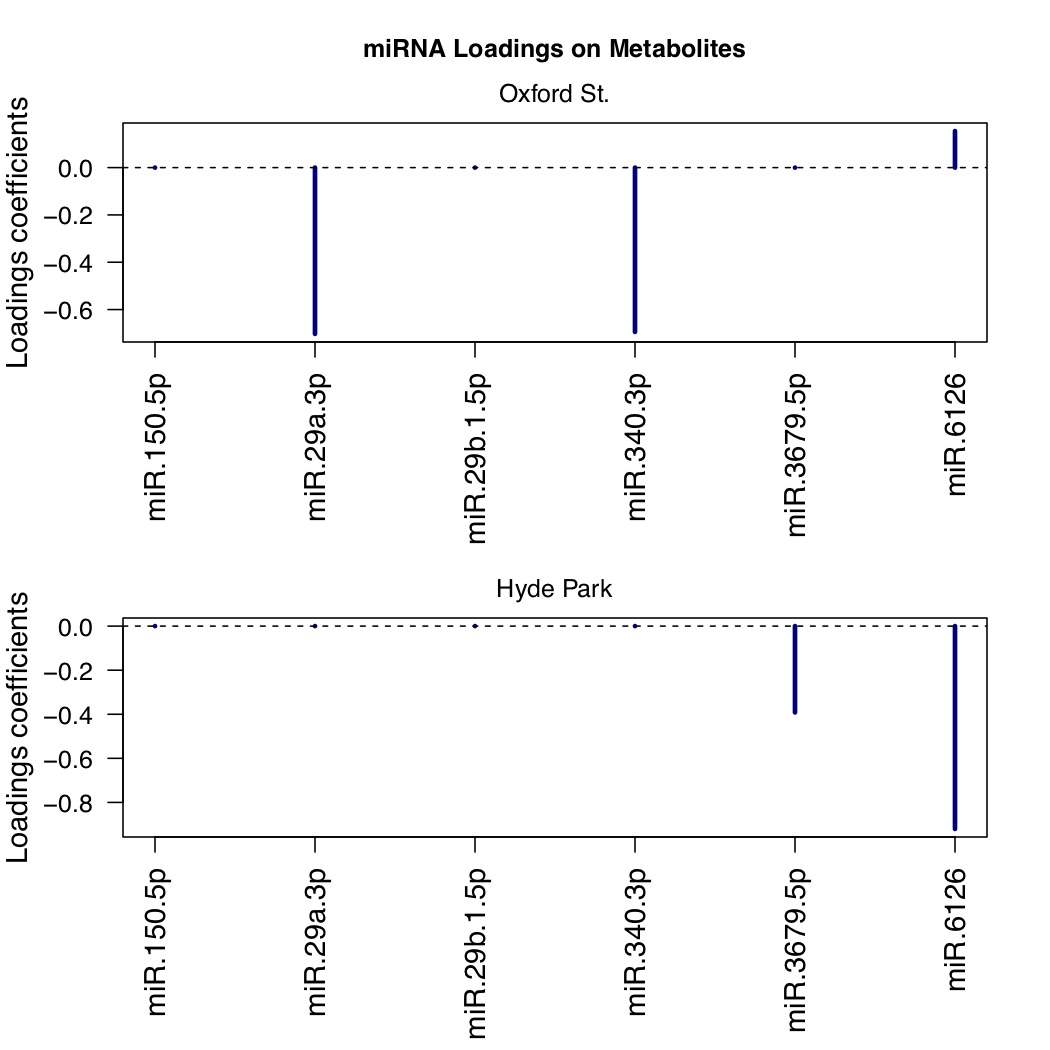 miRNA Loadings on Metabolites
Oxford St.
Loadings coefficients
0.0
−0.2
−0.4
−0.6
miR.150.5p
miR.29a.3p
miR.29b.1.5p
miR.340.3p
miR.3679.5p
miR.6126
Hyde Park
Loadings coefficients
0.0
−0.2
−0.4
−0.6
−0.8
miR.150.5p
miR.29a.3p
miR.29b.1.5p
miR.340.3p
miR.3679.5p
miR.6126